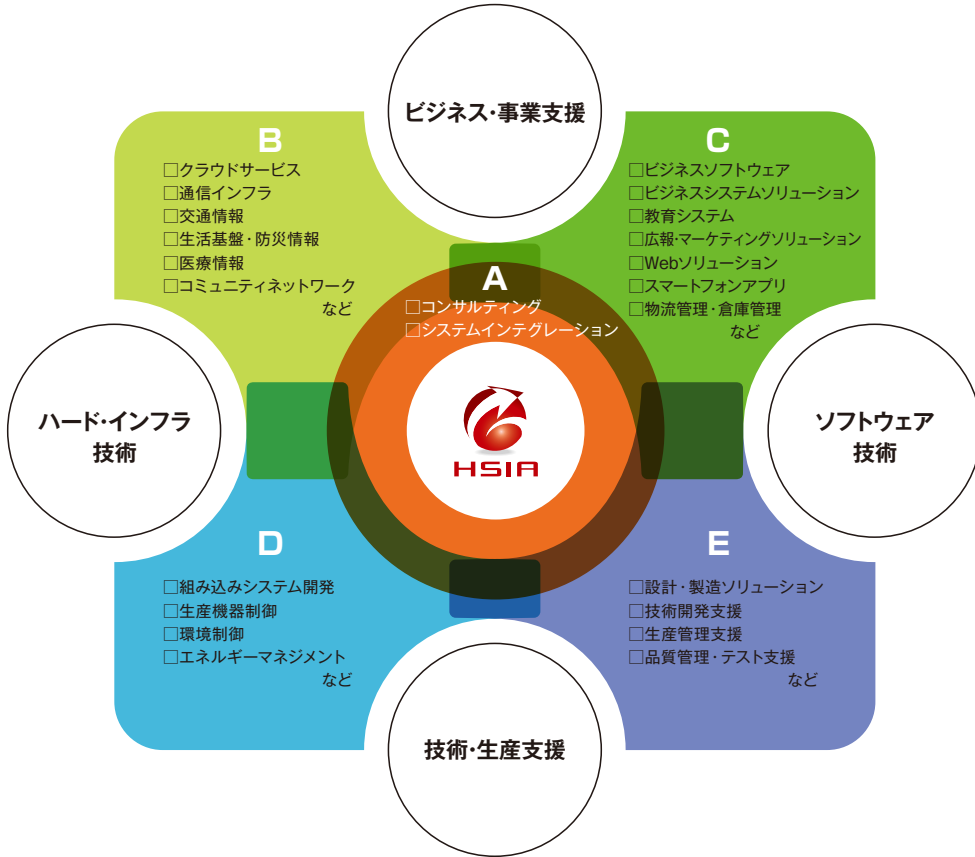 ビジネス・事業支援
B
□クラウドサービス
□通信インフラ
□交通情報
□生活基盤・防災情報
□医療情報
□コミュニティネットワーク
など
C
□ビジネスソフトウェア
□ビジネスシステムソリューション
□教育システム
□広報・マーケティングソリューション
□Webソリューション
□スマートフォンアプリ
□物流管理・倉庫管理
など
A
□コンサルティング
□システムインテグレーション
ハード・インフラ
技術
HSIA
ソフトウェア
技術
D
□組み込みシステム開発
□生産機器制御
□環境制御
□エネルギーマネジメント
など
E
□設計・製造ソリューション
□技術開発支援
□生産管理支援
□品質管理・テスト支援
など
技術・生産支援